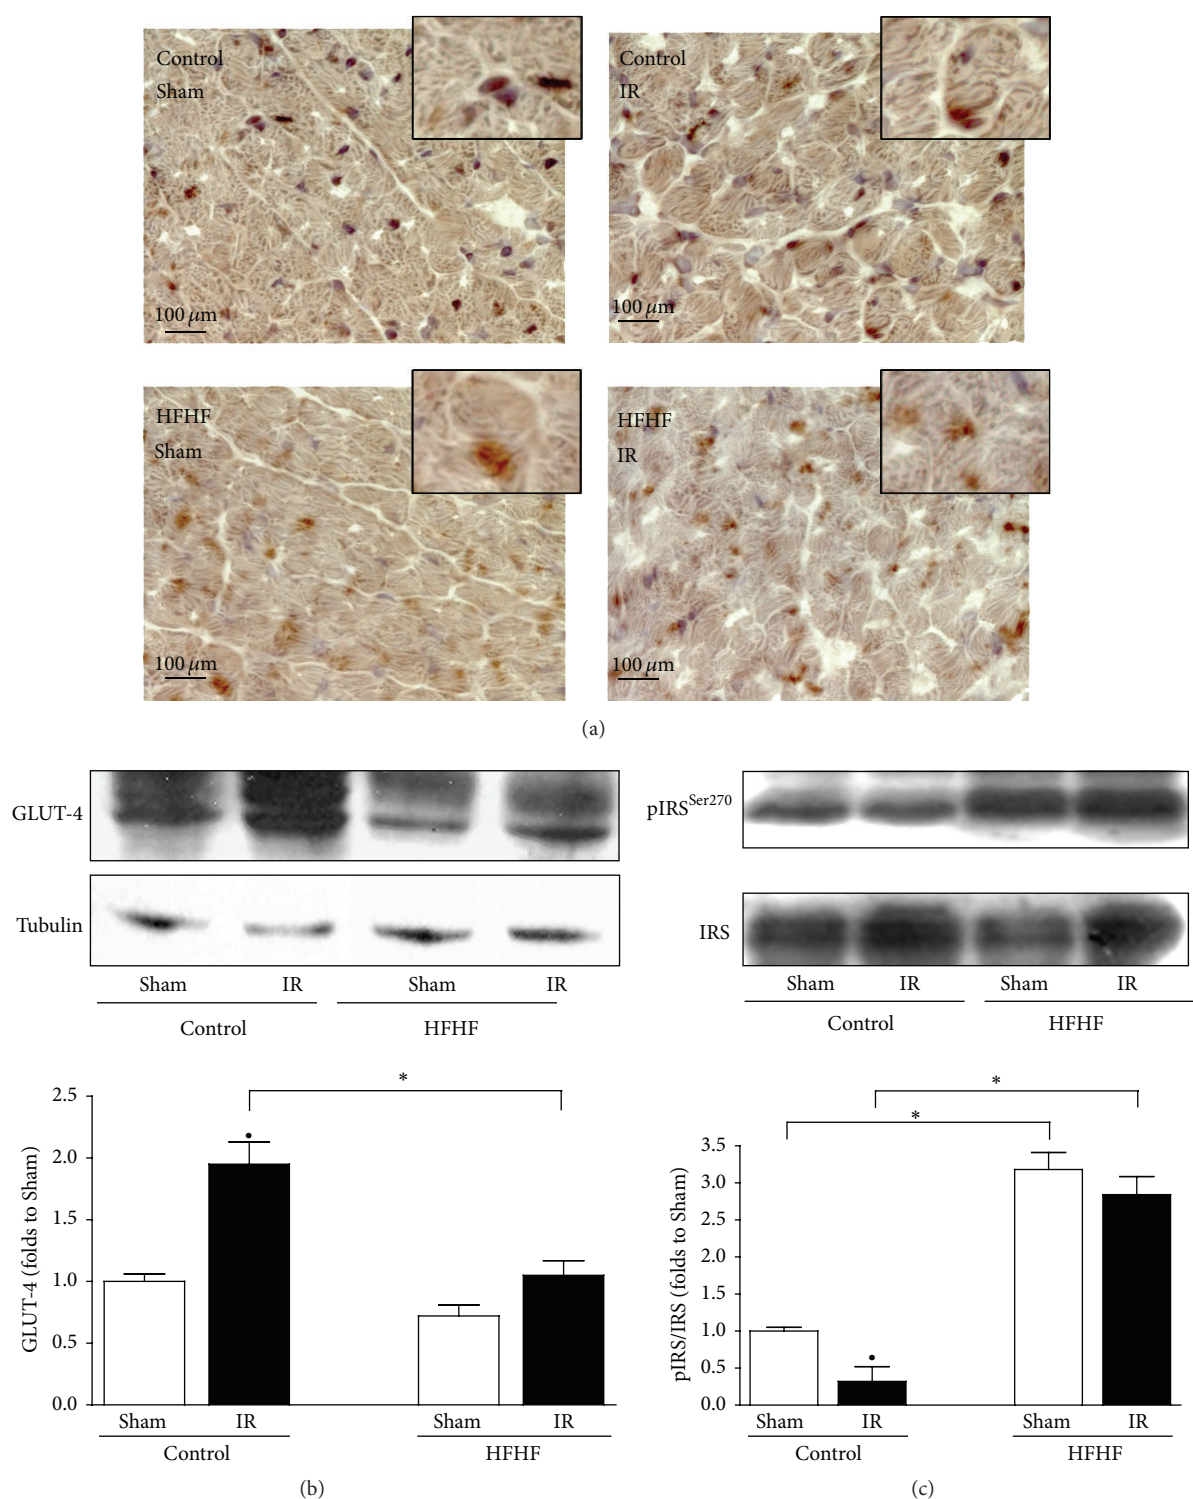 Control
Sham
100 μm
Control
IR
100 μm
HFHF
Sham
100 μm
HFHF
IR
100 μm
(a)
GLUT-4
Tubulin
Sham IR Sham IR
Control HFHF
pIRS^Ser270
IRS
Sham IR Sham IR
Control HFHF
*
2.5
2.0
1.5
1.0
0.5
0.0
GLUT-4 (folds to Sham)
Sham IR Sham IR
Control HFHF
(b)
*
*
3.5
3.0
2.5
2.0
1.5
1.0
0.5
0.0
pIRS/IRS (folds to Sham)
Sham IR Sham IR
Control HFHF
(c)